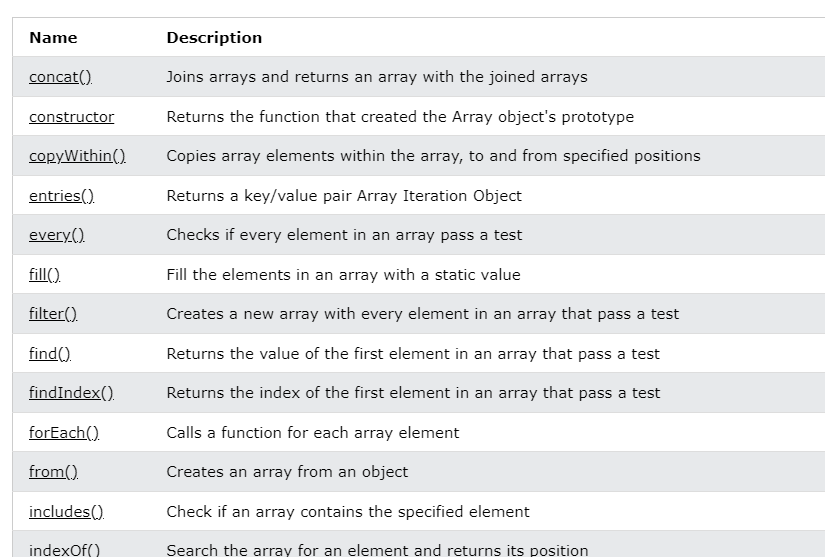 Name Description
concat() Joins arrays and returns an array with the joined arrays
constructor Returns the function that created the Array object's prototype
copyWithin() Copies array elements within the array, to and from specified positions
entries() Returns a key/value pair Array Iteration Object
every() Checks if every element in an array pass a test
fill() Fill the elements in an array with a static value
filter() Creates a new array with every element in an array that pass a test
find() Returns the value of the first element in an array that pass a test
findIndex() Returns the index of the first element in an array that pass a test
forEach() Calls a function for each array element
from() Creates an array from an object
includes() Check if an array contains the specified element
indexOf() Search the array for an element and returns its position